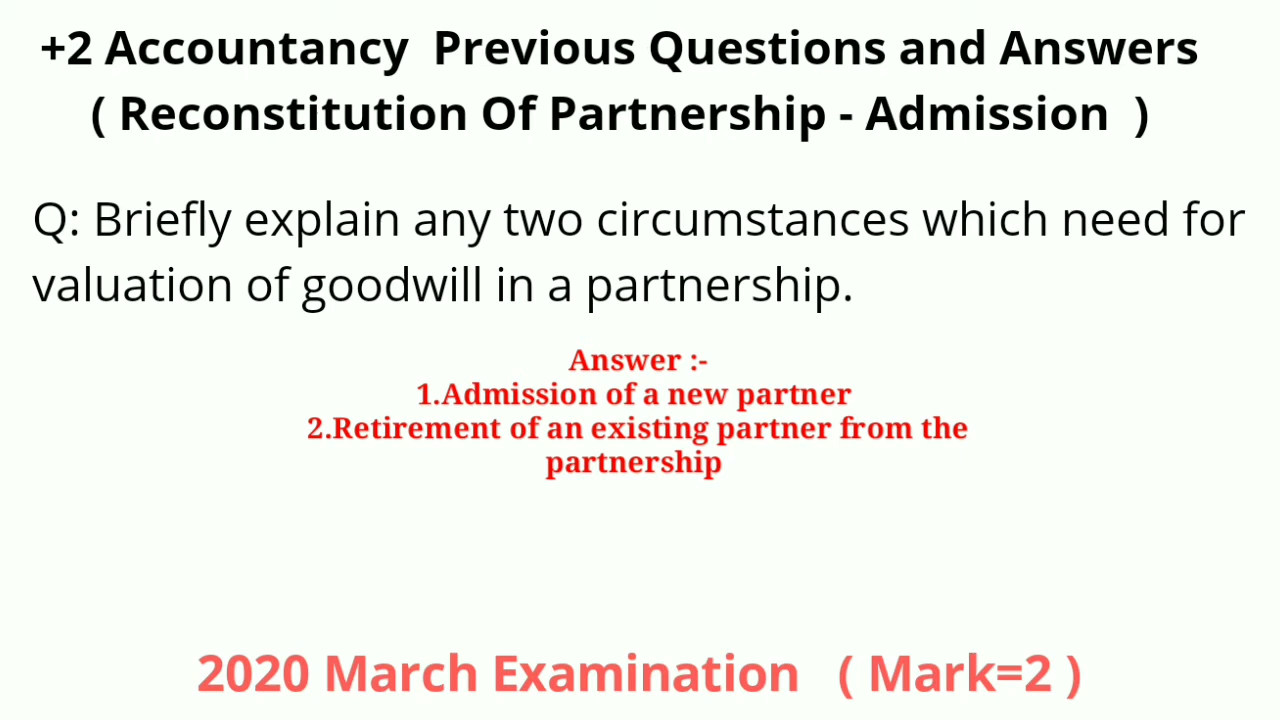 +2 Accountancy Previous Questions and Answers
( Reconstitution Of Partnership - Admission )
Q: Briefly explain any two circumstances which need for
valuation of goodwill in a partnership.
Answer :-
1.Admission of a new partner
2.Retirement of an existing partner from the
partnership
2020 March Examination ( Mark=2 )